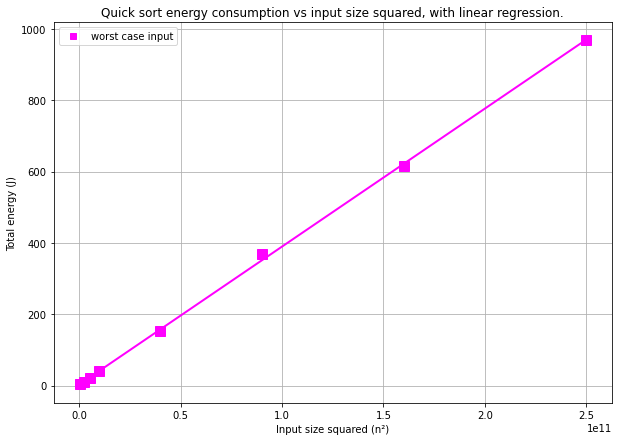 Quick sort energy consumption vs input size squared, with linear regression.
worst case input
Total energy (J)
1000
800
600
400
200
0
0.0 0.5 1.0 1.5 2.0 2.5
1e11
Input size squared (n²)